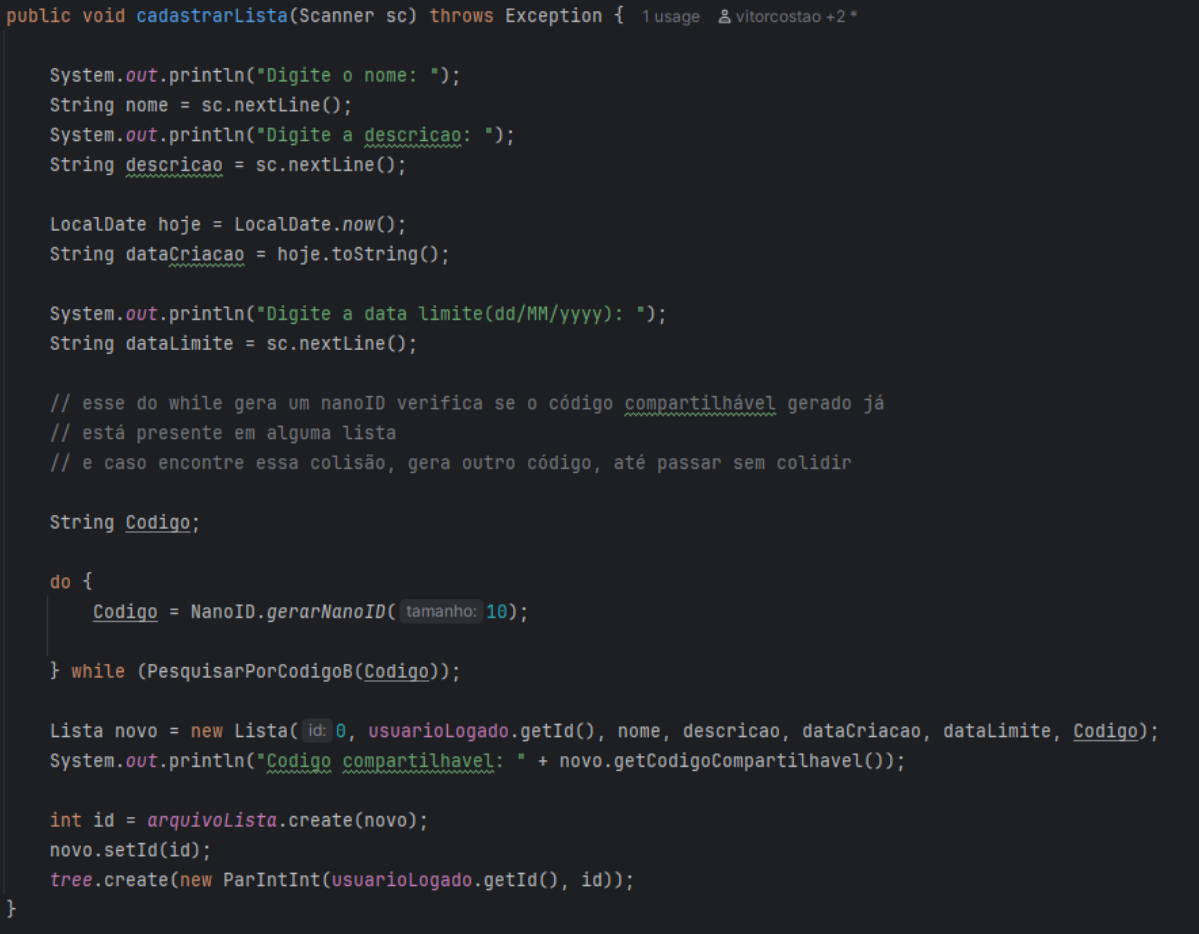 public void cadastrarLista(Scanner sc) throws Exception { 1 usage vitorcostao +2 *
System.out.println("Digite o nome: ");
String nome = sc.nextLine();
System.out.println("Digite a descricao: ");
String descricao = sc.nextLine();
LocalDate hoje = LocalDate.now();
String dataCriacao = hoje.toString();
System.out.println("Digite a data limite(dd/MM/yyyy): ");
String dataLimite = sc.nextLine();
// esse do while gera um nanoID verifica se o código compartilhável gerado já
// está presente em alguma lista
// e caso encontre essa colisão, gera outro código, até passar sem colidir
String Codigo;
do {
Codigo = NanoID.gerarNanoID( tamanho: 10);
} while (PesquisarPorCodigoB(Codigo));
Lista novo = new Lista( id: 0, usuarioLogado.getId(), nome, descricao, dataCriacao, dataLimite, Codigo);
System.out.println("Codigo compartilhavel: " + novo.getCodigoCompartilhavel());
int id = arquivoLista.create(novo);
novo.setId(id);
tree.create(new ParIntInt(usuarioLogado.getId(), id));
}